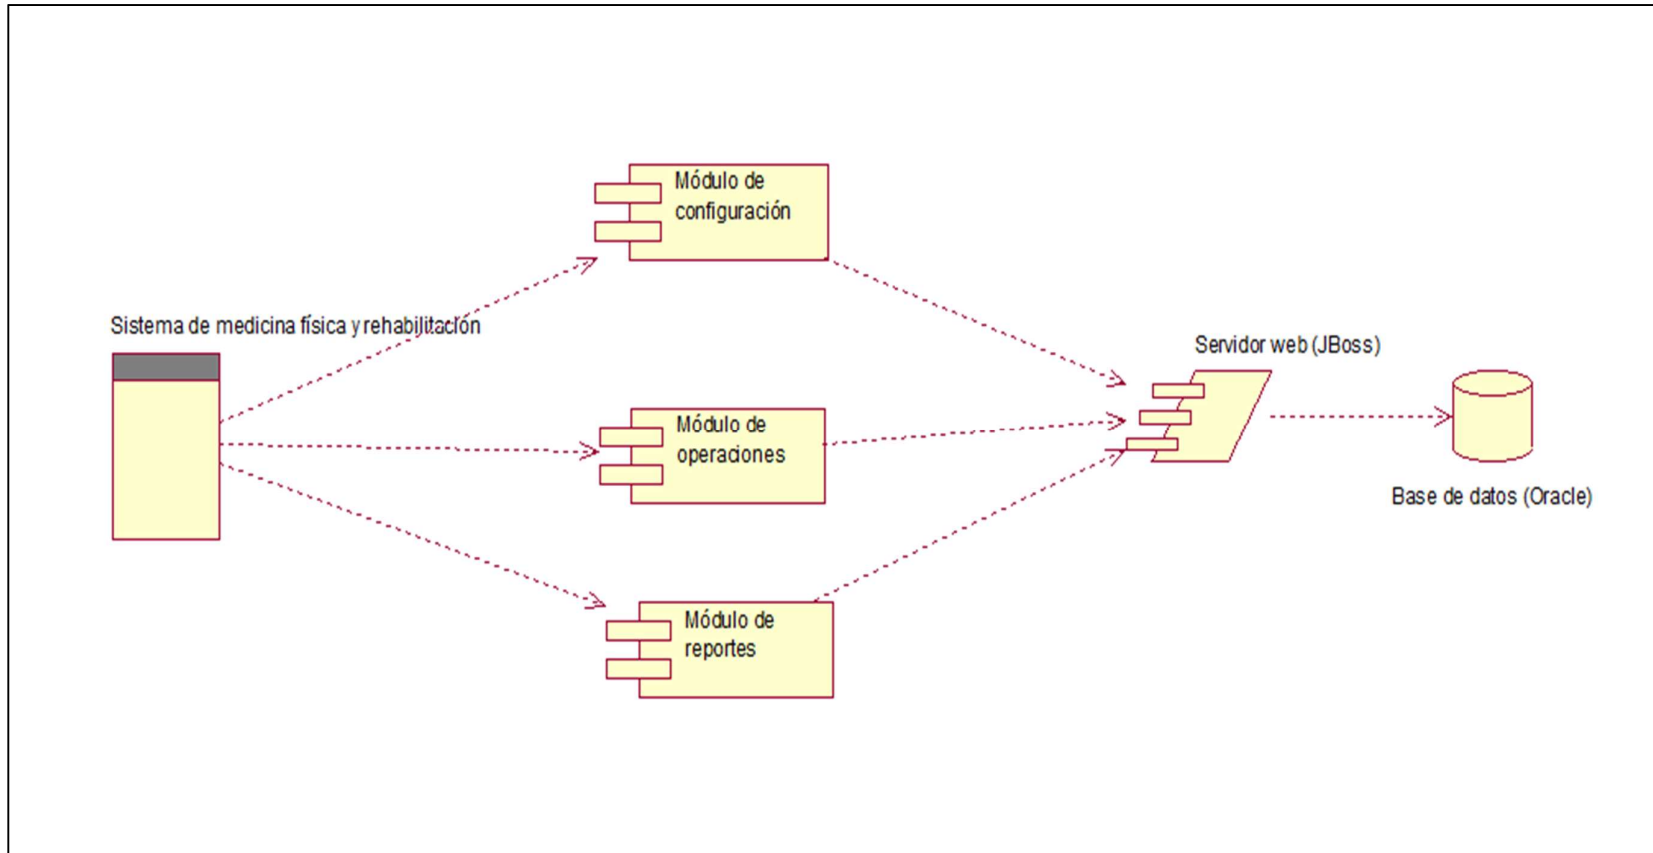 Módulo de
configuración
Sistema de medicina física y rehabilitación
Servidor web (JBoss)
Módulo de
operaciones
Base de datos (Oracle)
Módulo de
reportes